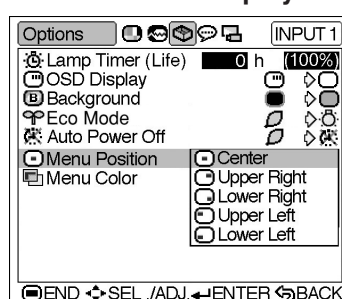 Options INPUT 1
Lamp Timer (Life) 0 h (100%)
OSD Display
B Background
Eco Mode
Auto Power Off
Menu Position Center
Menu Color Upper Right
Lower Right
Upper Left
Lower Left
END SEL./ADJ. ENTER BACK